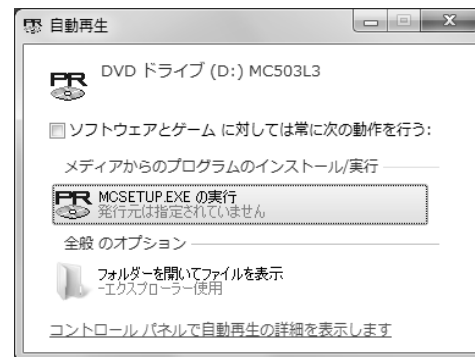 自動再生
DVD ドライブ (D:) MC503L3
ソフトウェアとゲーム に対しては常に次の動作を行う:
メディアからのプログラムのインストール/実行
MCSETUP.EXE の実行
発行元は指定されていません
全般 のオプション
フォルダーを開いてファイルを表示
-エクスプローラー使用
コントロール パネルで自動再生の詳細を表示します